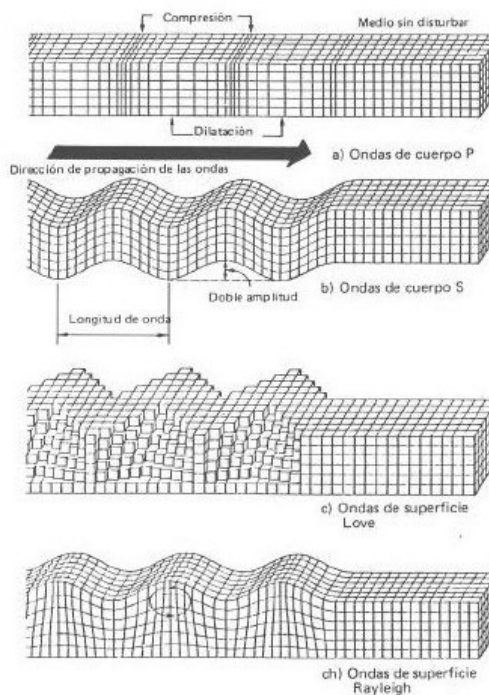 Compresión
Medio sin disturbar
Dilatación
a) Ondas de cuerpo P
Dirección de propagación de las ondas
Doble amplitud
b) Ondas de cuerpo S
Longitud de onda
c) Ondas de superficie
Love
ch) Ondas de superficie
Rayleigh